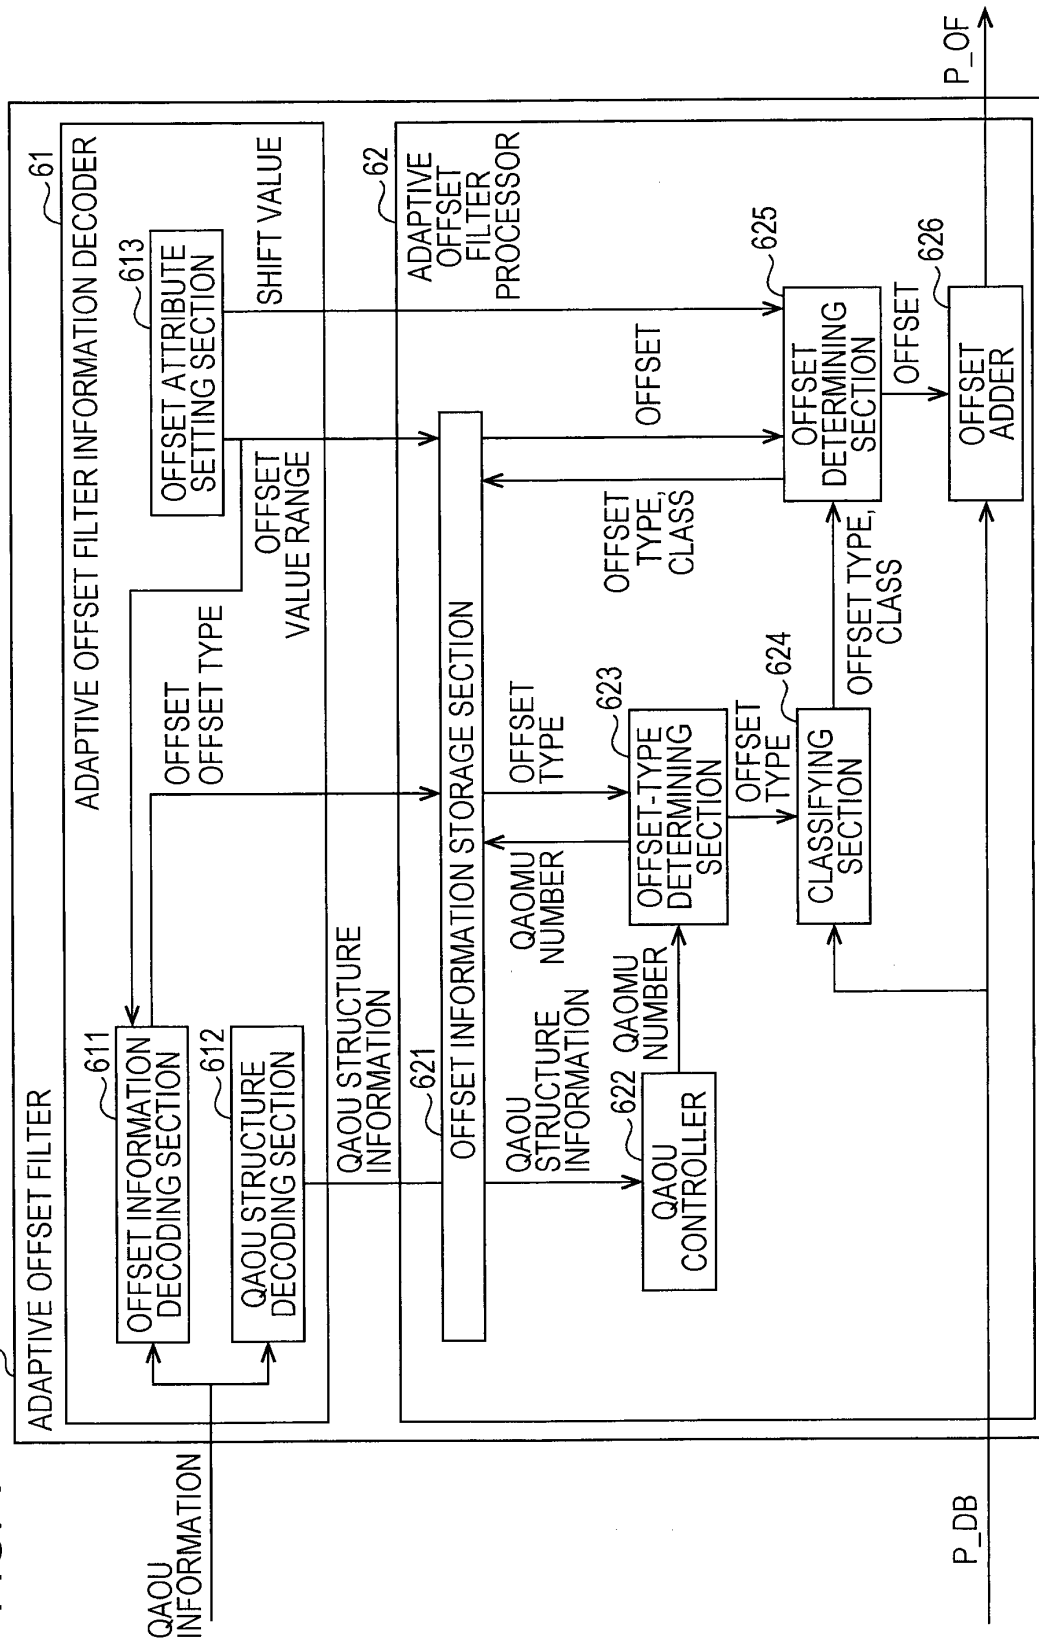 ADAPTIVE OFFSET FILTER
QAOU
INFORMATION
ADAPTIVE OFFSET FILTER INFORMATION DECODER
61
611
OFFSET INFORMATION
DECODING SECTION
612
QAOU STRUCTURE
DECODING SECTION
613
OFFSET ATTRIBUTE
SETTING SECTION
OFFSET
OFFSET TYPE
OFFSET
VALUE RANGE
SHIFT VALUE
QAOU STRUCTURE
INFORMATION
62
ADAPTIVE
OFFSET
FILTER
PROCESSOR
621
OFFSET INFORMATION STORAGE SECTION
QAOU
STRUCTURE
INFORMATION
QAOMU
NUMBER
OFFSET
TYPE
OFFSET
TYPE,
CLASS
OFFSET
622
QAOU
CONTROLLER
QAOMU
NUMBER
623
OFFSET-TYPE
DETERMINING
SECTION
OFFSET
TYPE
624
CLASSIFYING
SECTION
OFFSET TYPE,
CLASS
625
OFFSET
DETERMINING
SECTION
OFFSET
626
OFFSET
ADDER
P_DB
P_OF